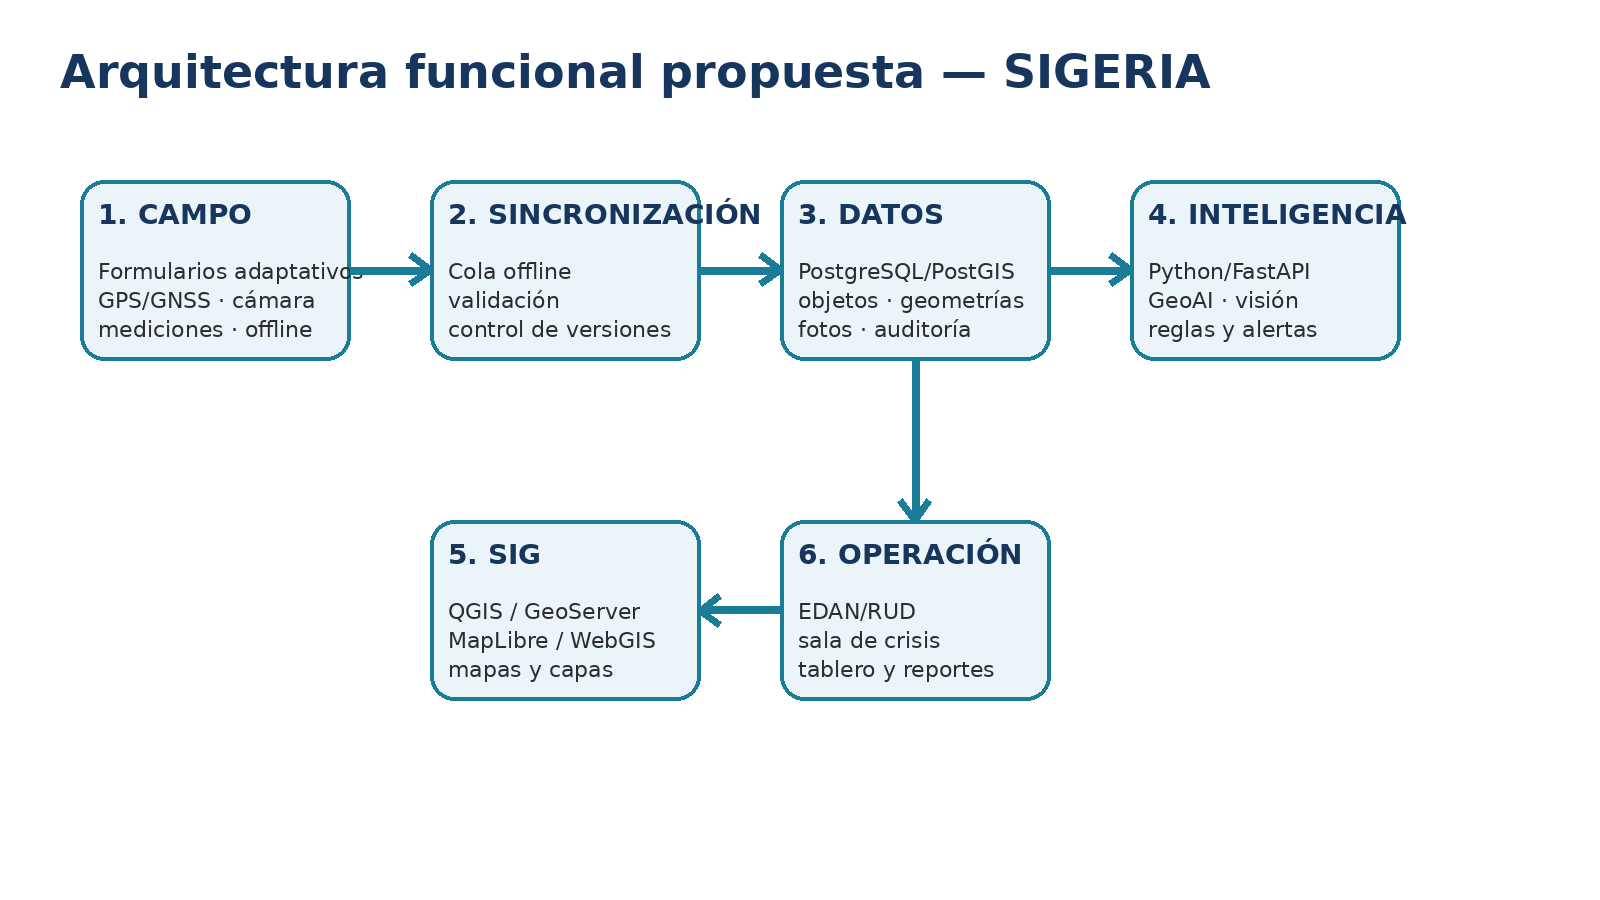 Arquitectura funcional propuesta — SIGERIA
1. CAMPO
Formularios adaptativos
GPS/GNSS · cámara
mediciones · offline
2. SINCRONIZACIÓN
Cola offline
validación
control de versiones
3. DATOS
PostgreSQL/PostGIS
objetos · geometrías
fotos · auditoría
4. INTELIGENCIA
Python/FastAPI
GeoAI · visión
reglas y alertas
5. SIG
QGIS / GeoServer
MapLibre / WebGIS
mapas y capas
6. OPERACIÓN
EDAN/RUD
sala de crisis
tablero y reportes